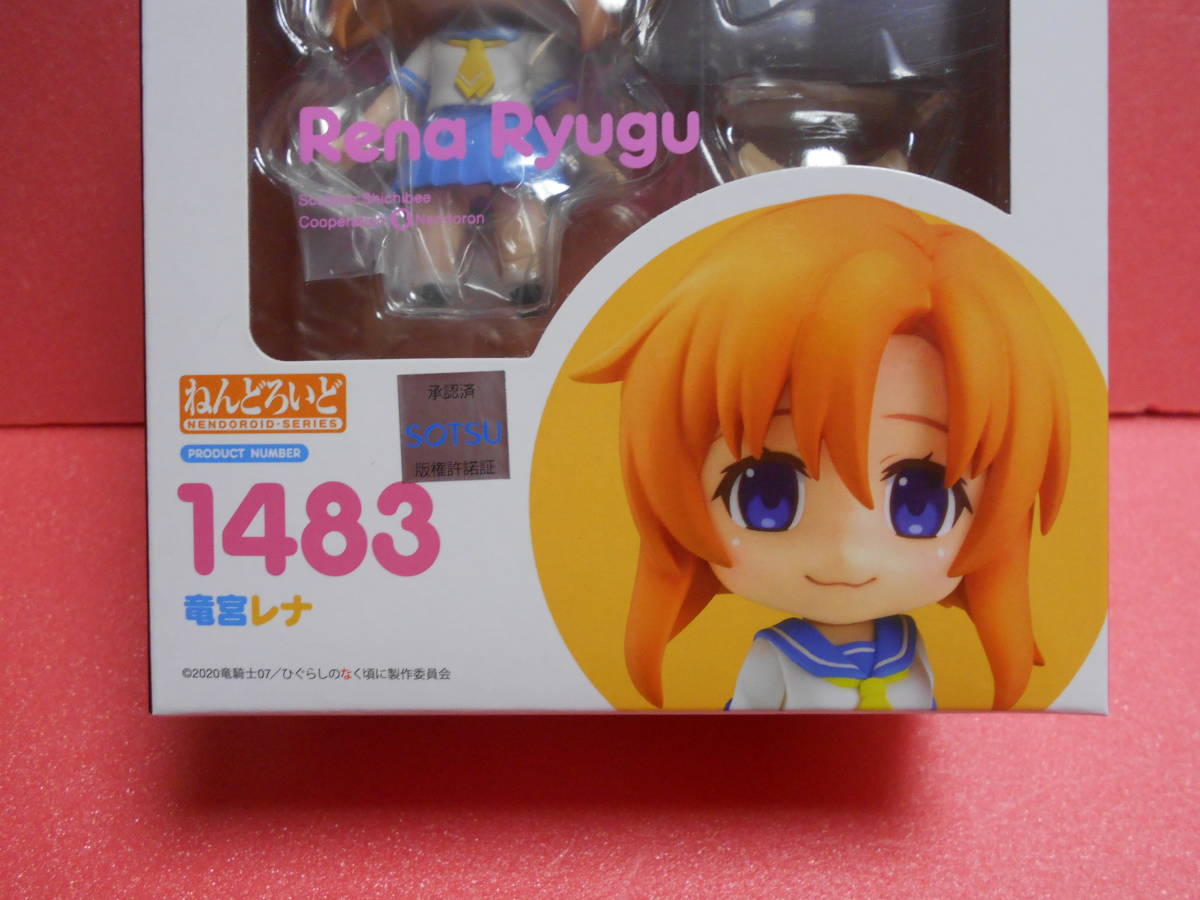 Rena Ryugu
Shichibee
Cooperation Nendoron
ねんどろいど
NENDOROID-SERIES
PRODUCT NUMBER
1483
竜宮レナ
承認済
SOTSU
版権許諾証
©2020竜騎士07／ひぐらしのなく頃に製作委員会